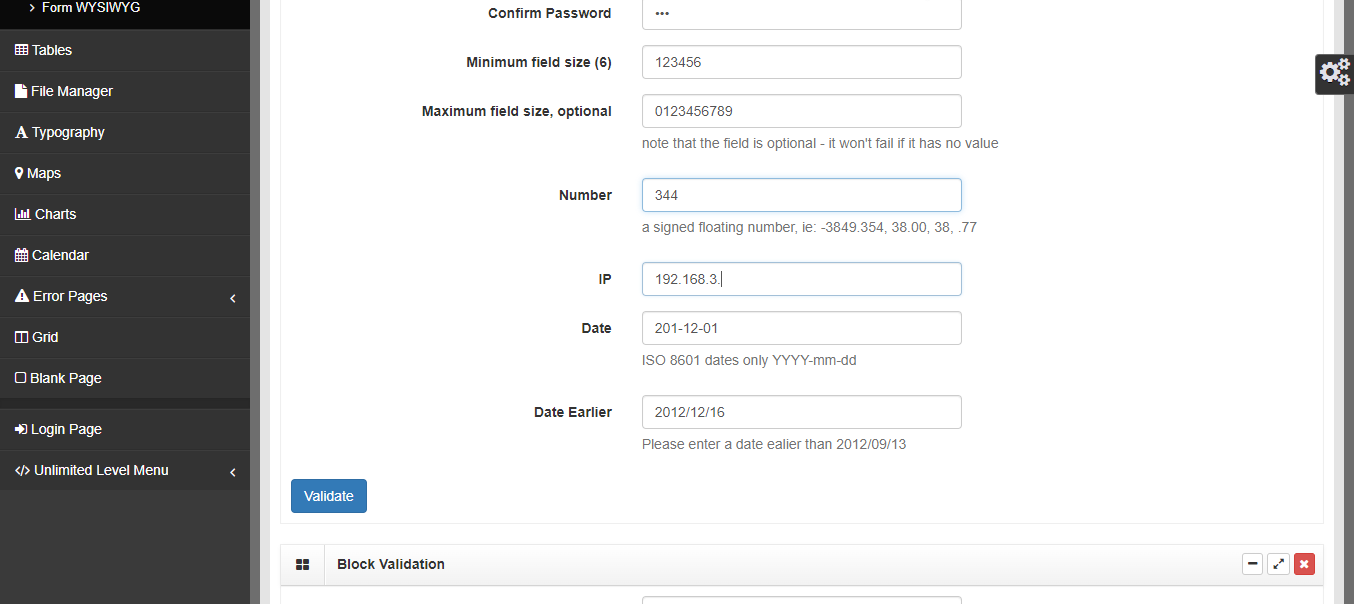 Form WYSIWYG
Tables
File Manager
Typography
Maps
Charts
Calendar
Error Pages
Grid
Blank Page
Login Page
Unlimited Level Menu
Confirm Password
Minimum field size (6) 123456
Maximum field size, optional 0123456789
note that the field is optional - it won't fail if it has no value
Number 344
a signed floating number, ie: -3849.354, 38.00, 38, .77
IP 192.168.3.
Date 201-12-01
ISO 8601 dates only YYYY-mm-dd
Date Earlier 2012/12/16
Please enter a date ealier than 2012/09/13
Validate
Block Validation